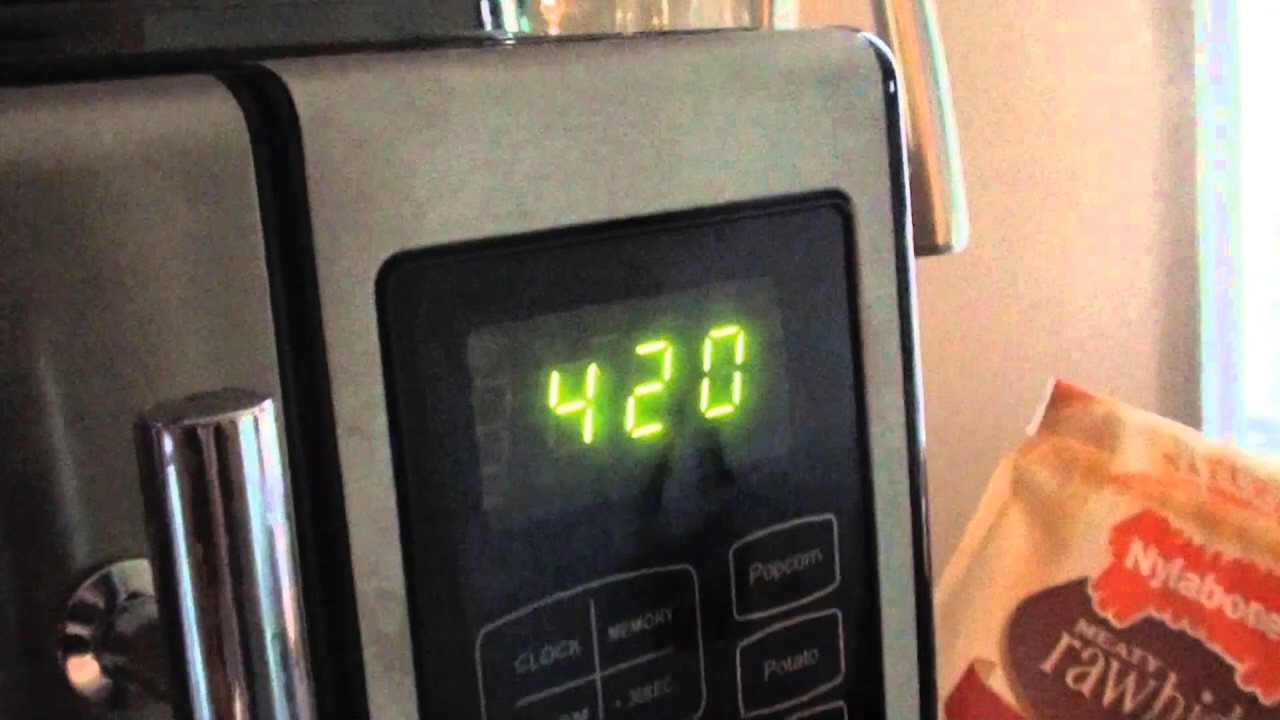 420
Popcorn
CLOCK
MEMORY
Potato
+ 30SEC
Nylabone
MEATY
rawhi